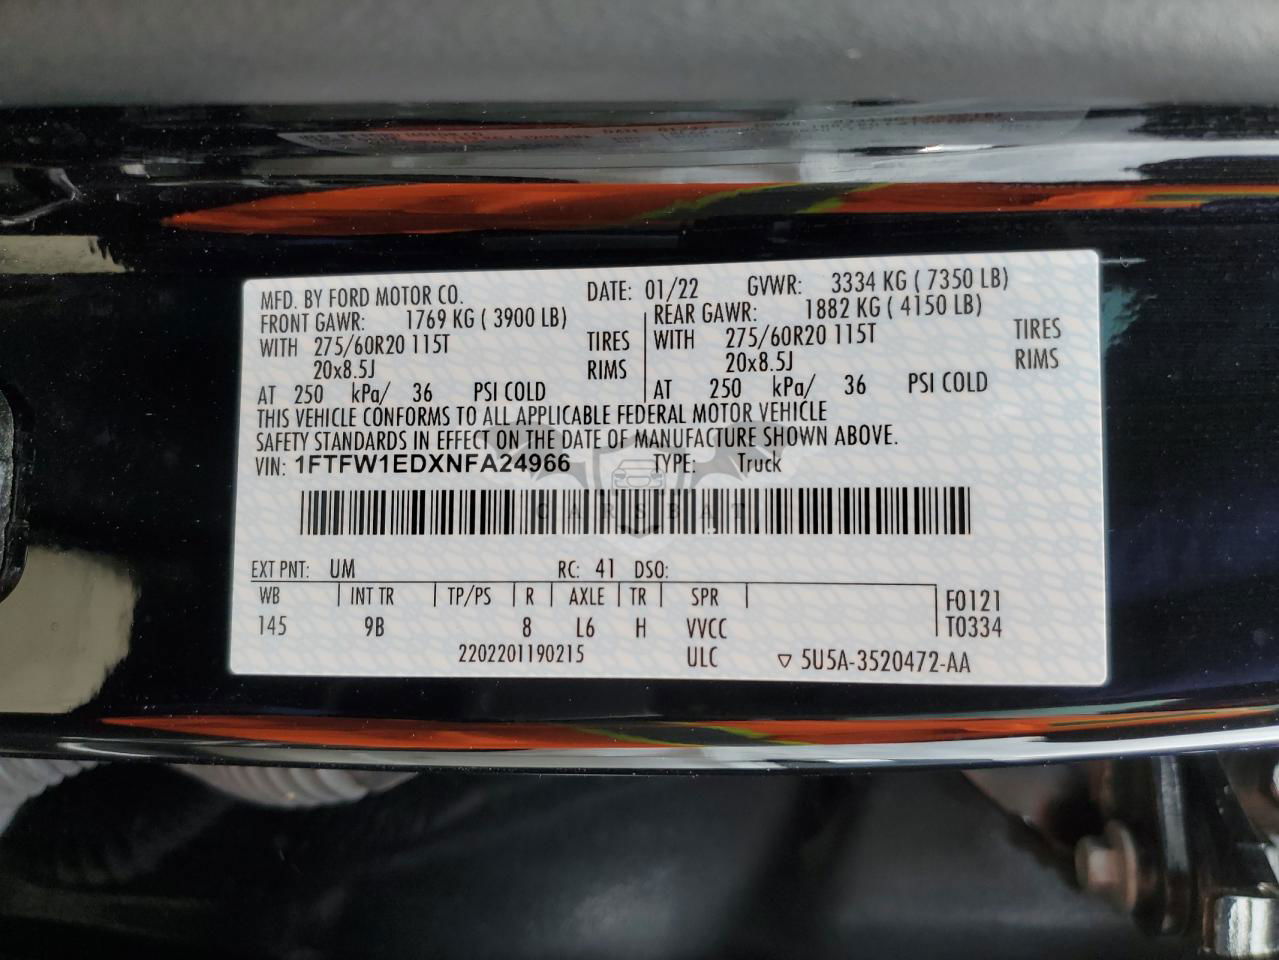 MFD. BY FORD MOTOR CO. DATE: 01/22 GVWR: 3334 KG ( 7350 LB)
FRONT GAWR: 1769 KG ( 3900 LB) REAR GAWR: 1882 KG ( 4150 LB)
WITH 275/60R20 115T TIRES WITH 275/60R20 115T TIRES
20x8.5J RIMS 20x8.5J RIMS
AT 250 kPa/ 36 PSI COLD AT 250 kPa/ 36 PSI COLD
THIS VEHICLE CONFORMS TO ALL APPLICABLE FEDERAL MOTOR VEHICLE
SAFETY STANDARDS IN EFFECT ON THE DATE OF MANUFACTURE SHOWN ABOVE.
VIN: 1FTFW1EDXNFA24966 TYPE: Truck
CARSBAT
EXT PNT: UM RC: 41 DSO:
WB INT TR TP/PS R AXLE TR SPR F0121
145 9B 8 L6 H VVCC T0334
2202201190215 ULC ▽ 5U5A-3520472-AA